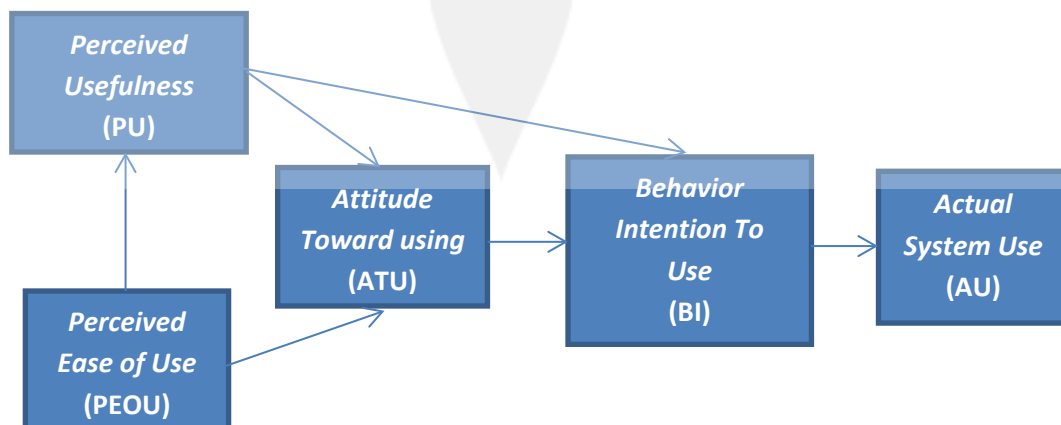 Perceived
Usefulness
(PU)
Attitude
Toward using
(ATU)
Behavior
Intention To
Use
(BI)
Actual
System Use
(AU)
Perceived
Ease of Use
(PEOU)